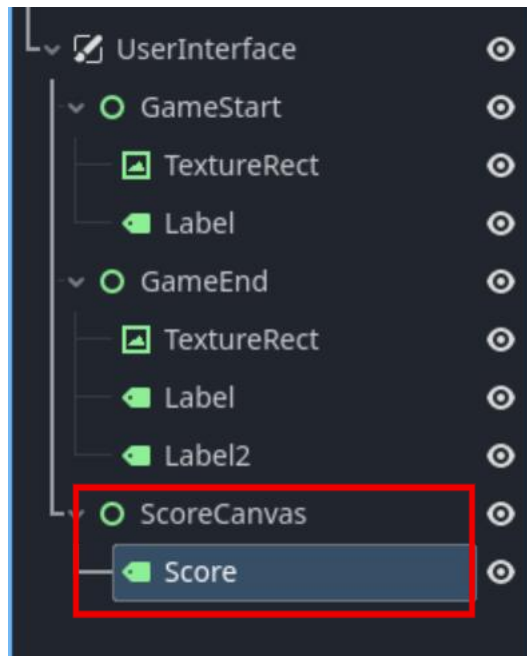 UserInterface
GameStart
TextureRect
Label
GameEnd
TextureRect
Label
Label2
ScoreCanvas
Score